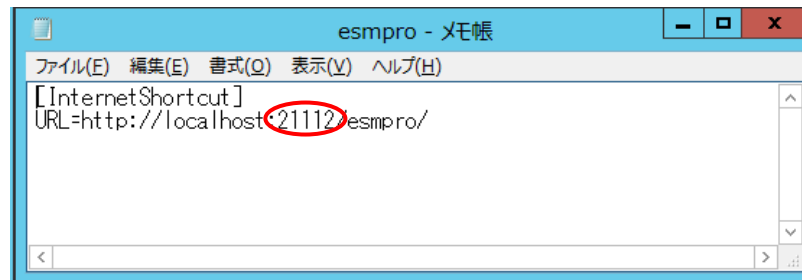 esmpro - メモ帳
ファイル(F) 編集(E) 書式(O) 表示(V) ヘルプ(H)
[InternetShortcut]
URL=http://localhost:21112/esmpro/